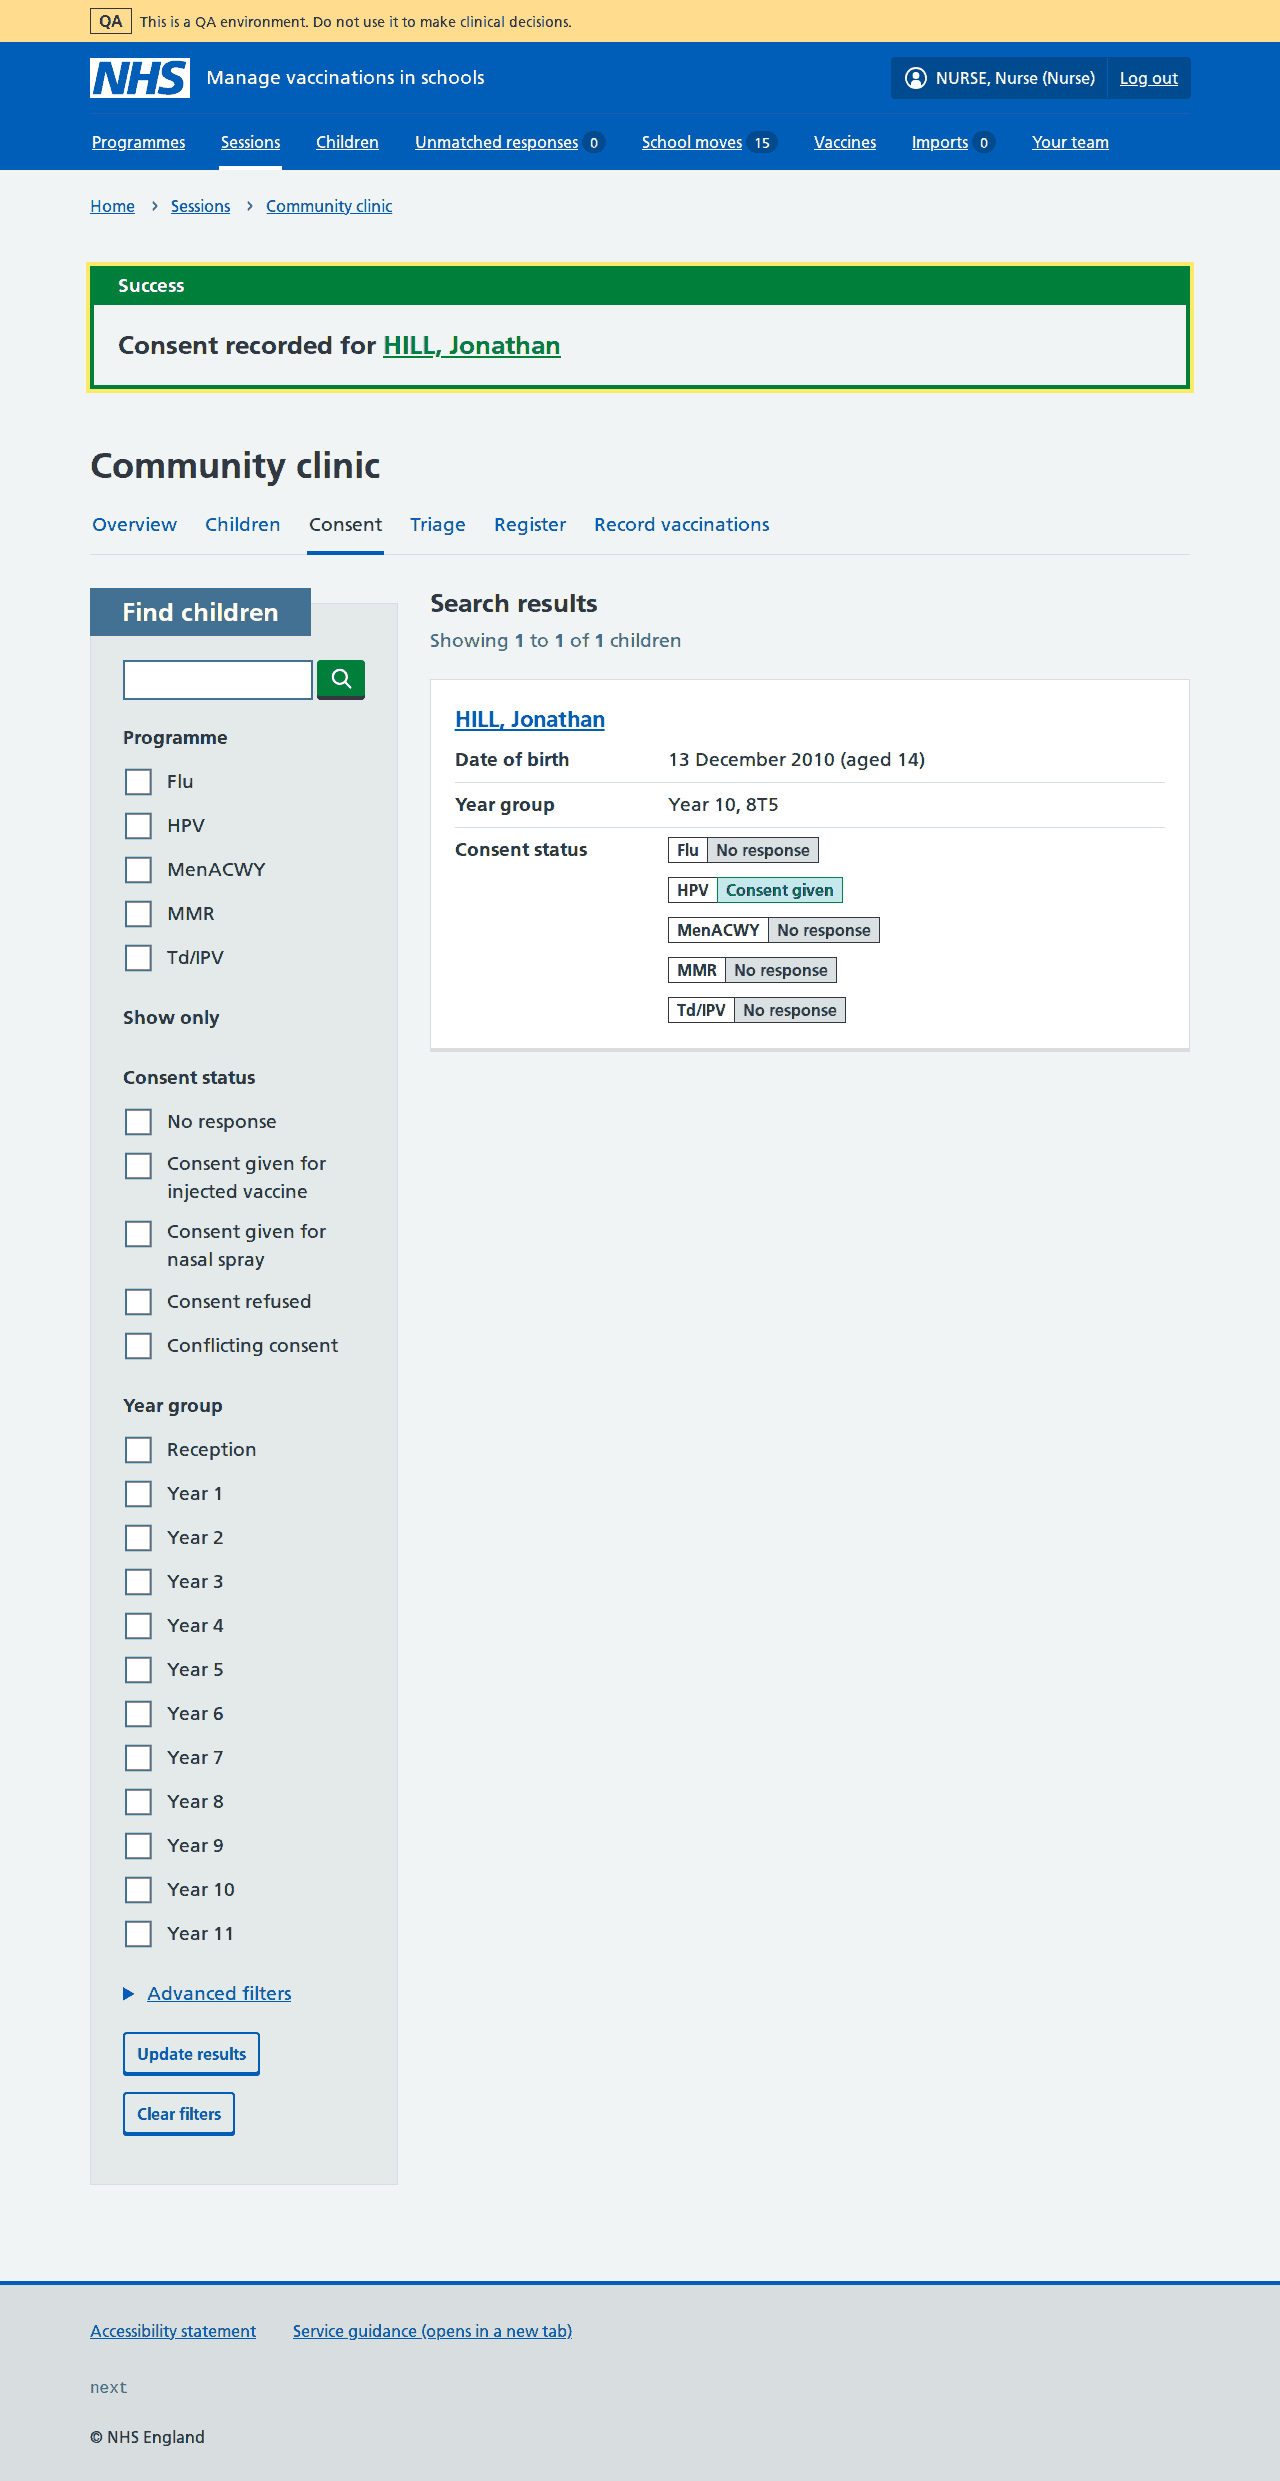 QA This is a QA environment. Do not use it to make clinical decisions.
NHS Manage vaccinations in schools NURSE, Nurse (Nurse) Log out
Programmes Sessions Children Unmatched responses 0 School moves 15 Vaccines Imports 0 Your team
Home Sessions Community clinic
Success
Consent recorded for HILL, Jonathan
Community clinic
Overview Children Consent Triage Register Record vaccinations
Find children
Programme
Flu
HPV
MenACWY
MMR
Td/IPV
Show only
Consent status
No response
Consent given for
injected vaccine
Consent given for
nasal spray
Consent refused
Conflicting consent
Year group
Reception
Year 1
Year 2
Year 3
Year 4
Year 5
Year 6
Year 7
Year 8
Year 9
Year 10
Year 11
Advanced filters
Update results
Clear filters
Search results
Showing 1 to 1 of 1 children
HILL, Jonathan
Date of birth 13 December 2010 (aged 14)
Year group Year 10, 8T5
Consent status Flu No response
HPV Consent given
MenACWY No response
MMR No response
Td/IPV No response
Accessibility statement Service guidance (opens in a new tab)
next
© NHS England